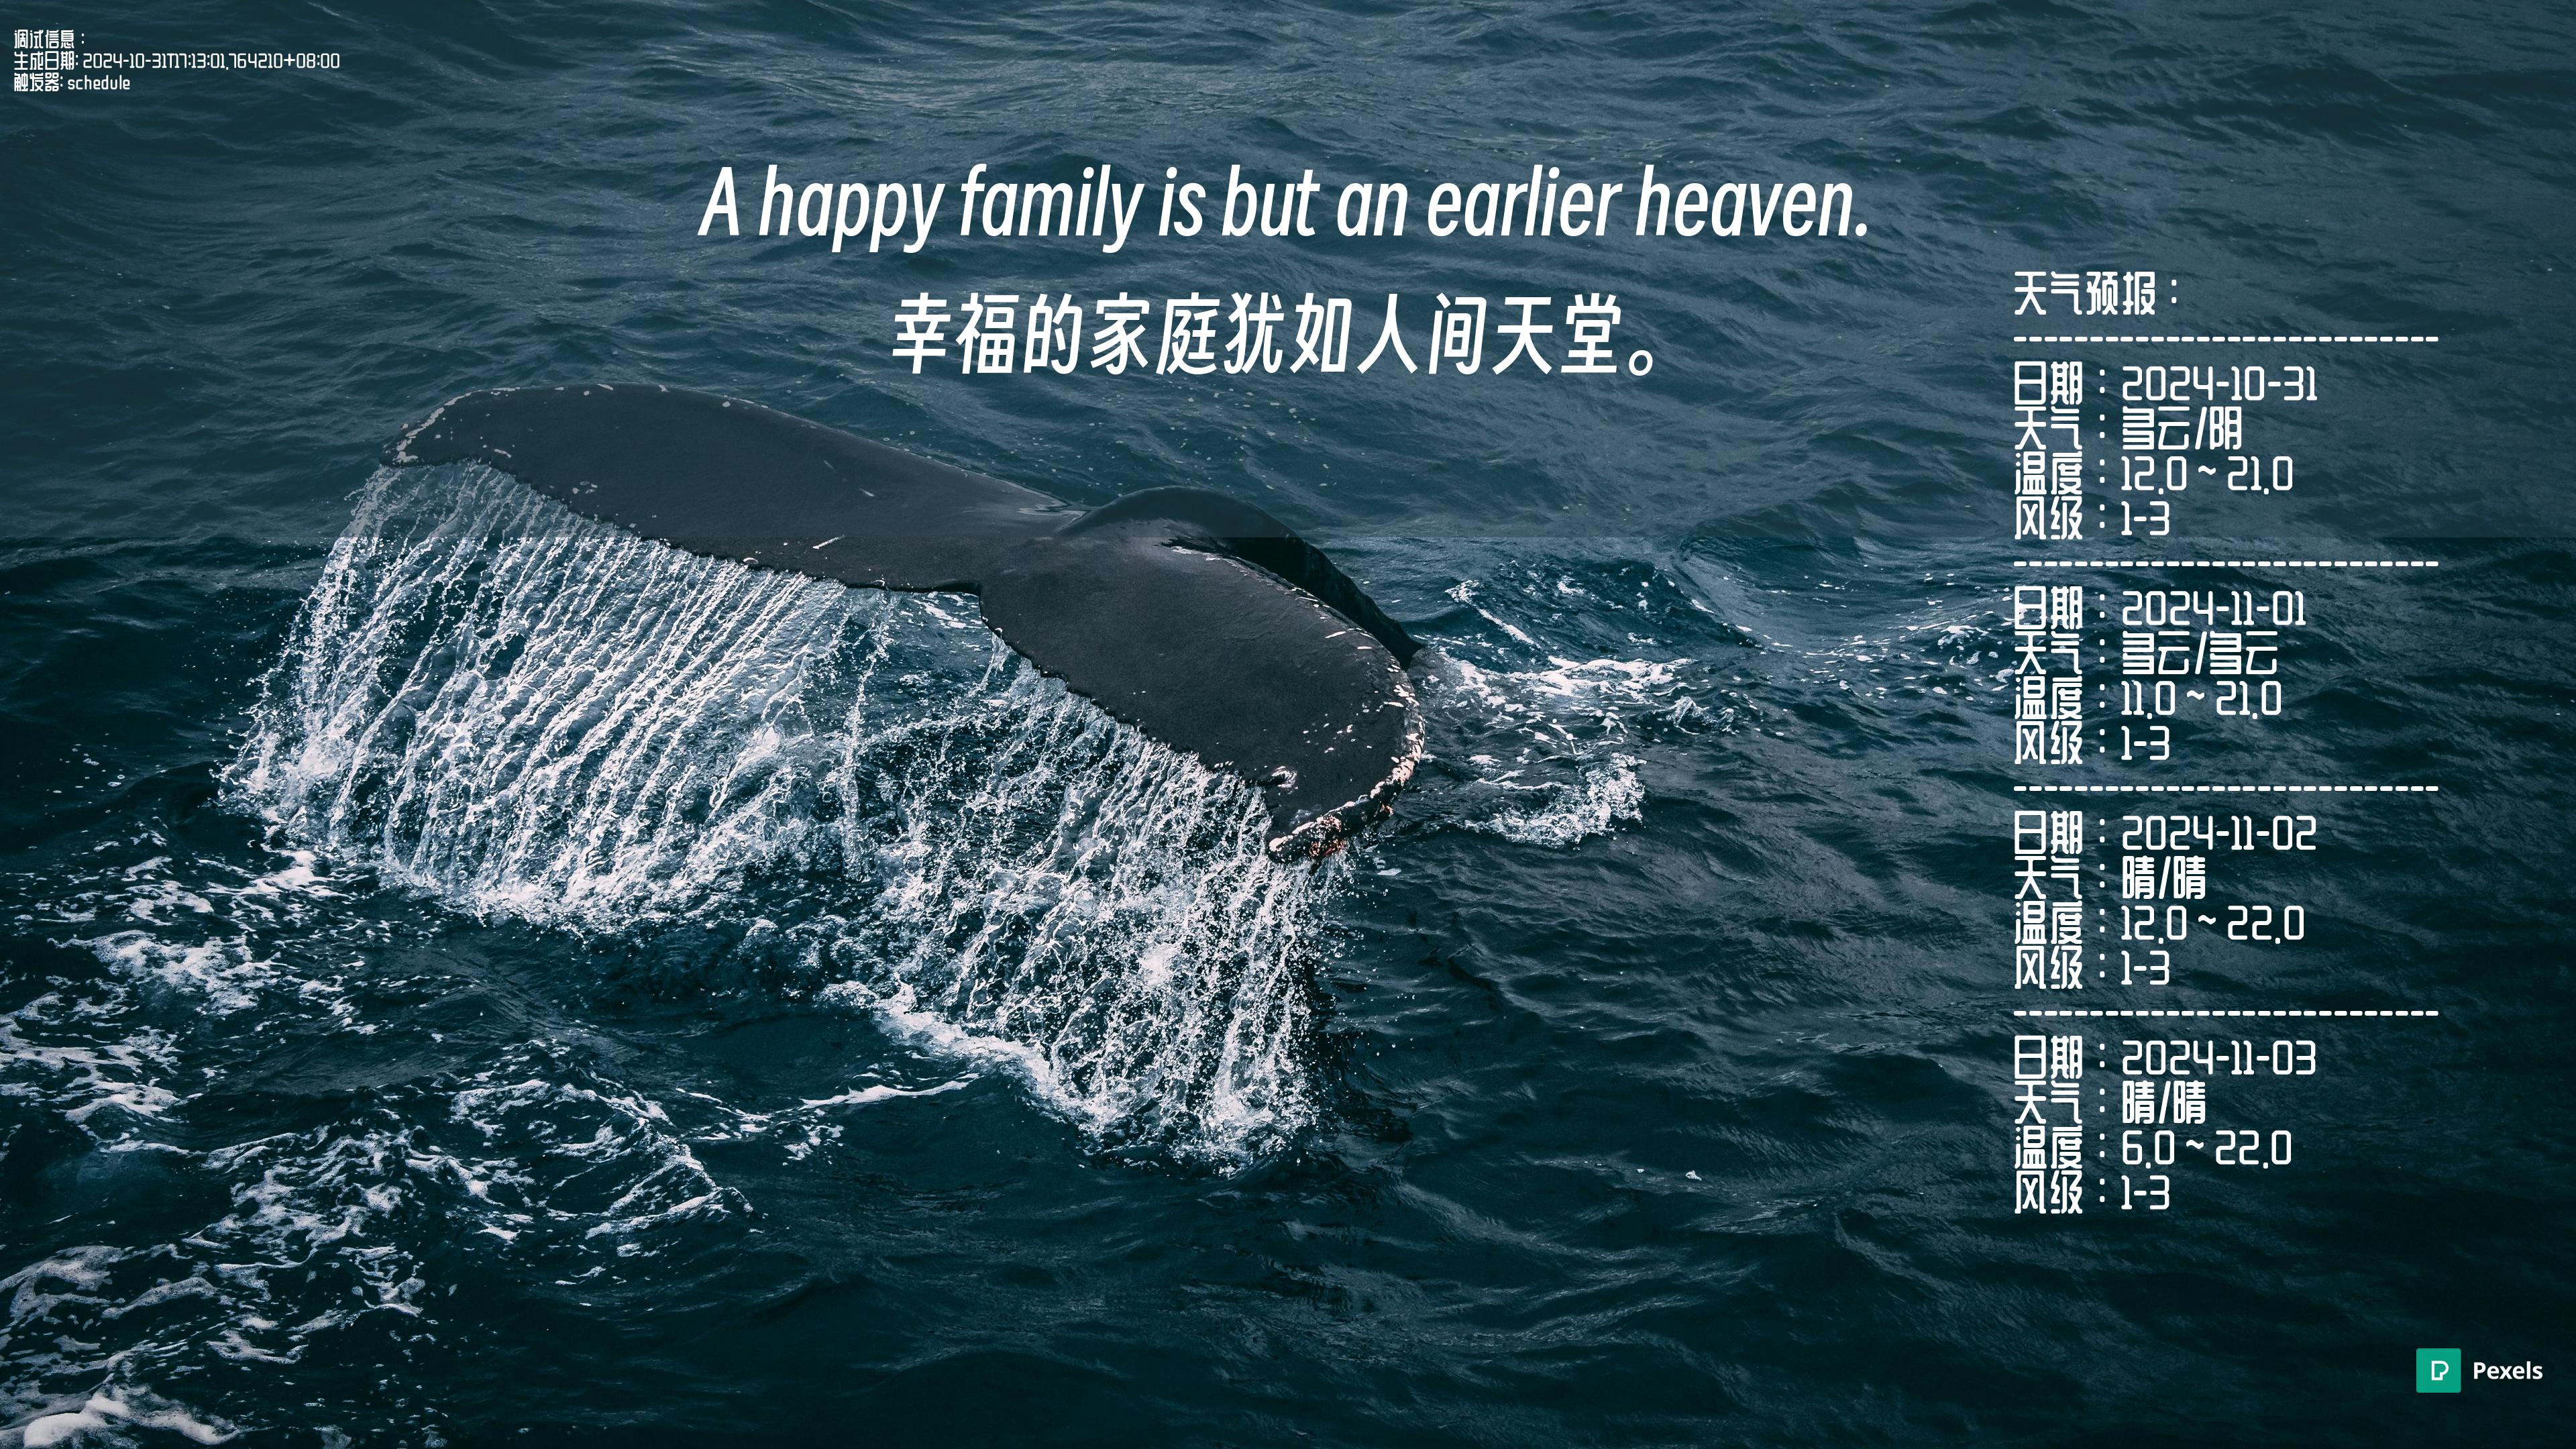 调试信息：
生成日期: 2024-10-31T17:13:01.764210+08:00
触发器: schedule
A happy family is but an earlier heaven.
幸福的家庭犹如人间天堂。
天气预报：
----------------------------
日期：2024-10-31
天气：多云/阴
温度：12.0 ~ 21.0
风级：1-3
----------------------------
日期：2024-11-01
天气：多云/多云
温度：11.0 ~ 21.0
风级：1-3
----------------------------
日期：2024-11-02
天气：晴/晴
温度：12.0 ~ 22.0
风级：1-3
----------------------------
日期：2024-11-03
天气：晴/晴
温度：6.0 ~ 22.0
风级：1-3
Pexels